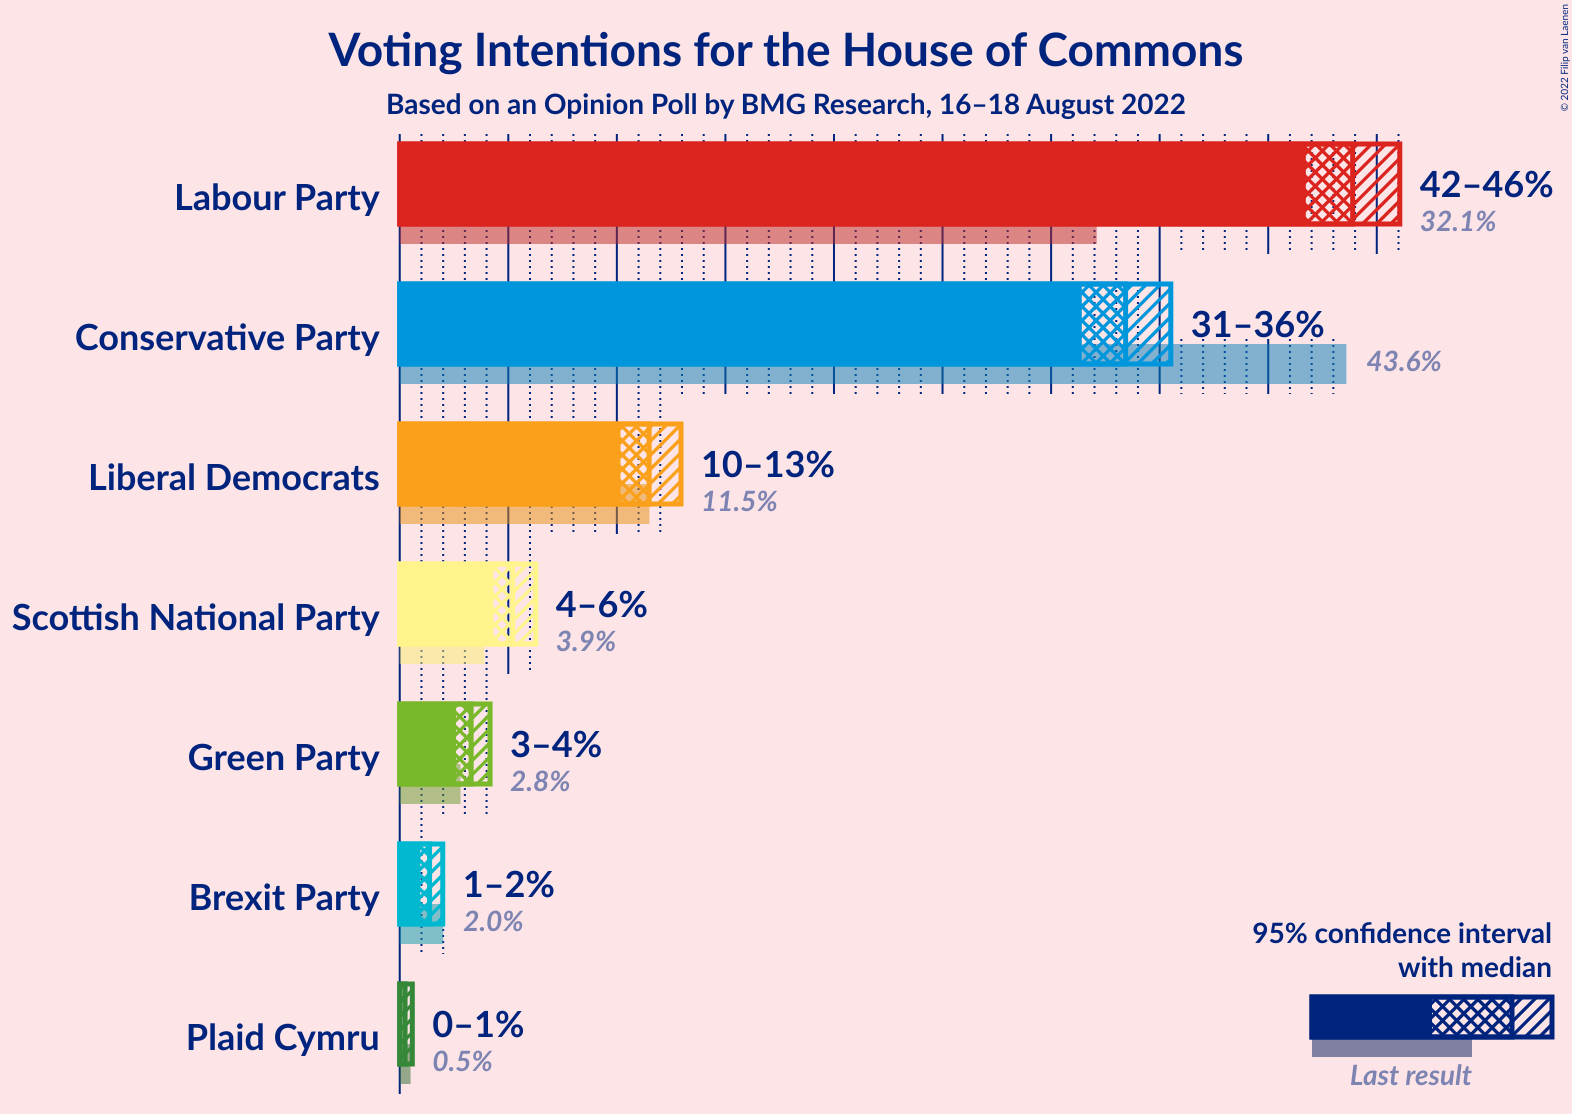 Voting Intentions for the House of Commons
Based on an Opinion Poll by BMG Research, 16–18 August 2022
© 2022 Filip van Laenen
Labour Party
42–46%
32.1%
Conservative Party
31–36%
43.6%
Liberal Democrats
10–13%
11.5%
Scottish National Party
4–6%
3.9%
Green Party
3–4%
2.8%
Brexit Party
1–2%
2.0%
Plaid Cymru
0–1%
0.5%
95% confidence interval
with median
Last result